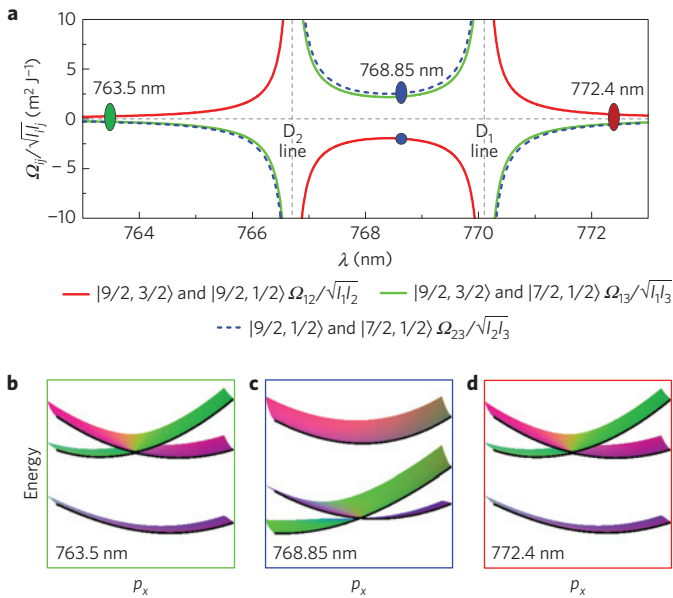 a
Ω_ij/√I_iI_j (m² J⁻¹)
10
5
0
−5
−10
763.5 nm
768.85 nm
772.4 nm
D₂
line
D₁
line
764 766 768 770 772
λ (nm)
|9/2, 3/2⟩ and |9/2, 1/2⟩ Ω₁₂/√I₁I₂ |9/2, 3/2⟩ and |7/2, 1/2⟩ Ω₁₃/√I₁I₃
|9/2, 1/2⟩ and |7/2, 1/2⟩ Ω₂₃/√I₂I₃
b c d
Energy
763.5 nm 768.85 nm 772.4 nm
pₓ pₓ pₓ